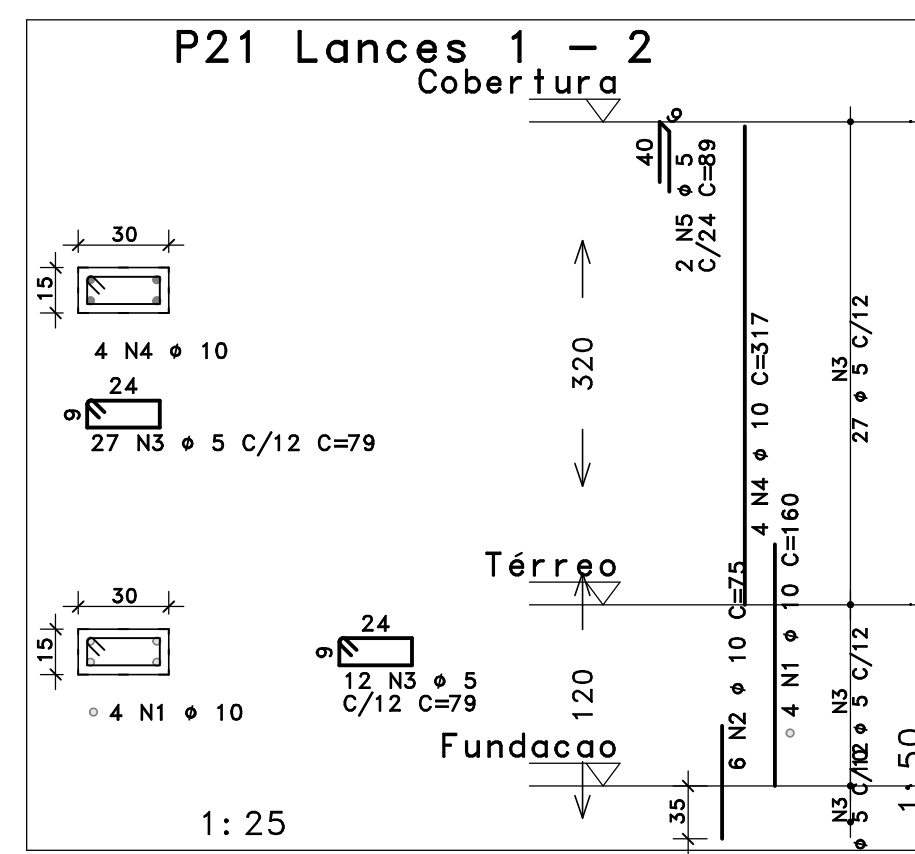 P21 Lances 1 - 2
Cobertura
40
6
2 N5 ø 5
C/24 C=89
30
15
4 N4 ø 10
24
9
27 N3 ø 5 C/12 C=79
320
4 N4 ø 10 C=317
N3
27 ø 5 C/12
Térreo
30
15
4 N1 ø 10
24
9
12 N3 ø 5
C/12 C=79
120
6 N2 ø 10 C=75
4 N1 ø 10 C=160
N3
ø 5 C/12
Fundacao
35
N3
ø 5 C/
1:25
1:50